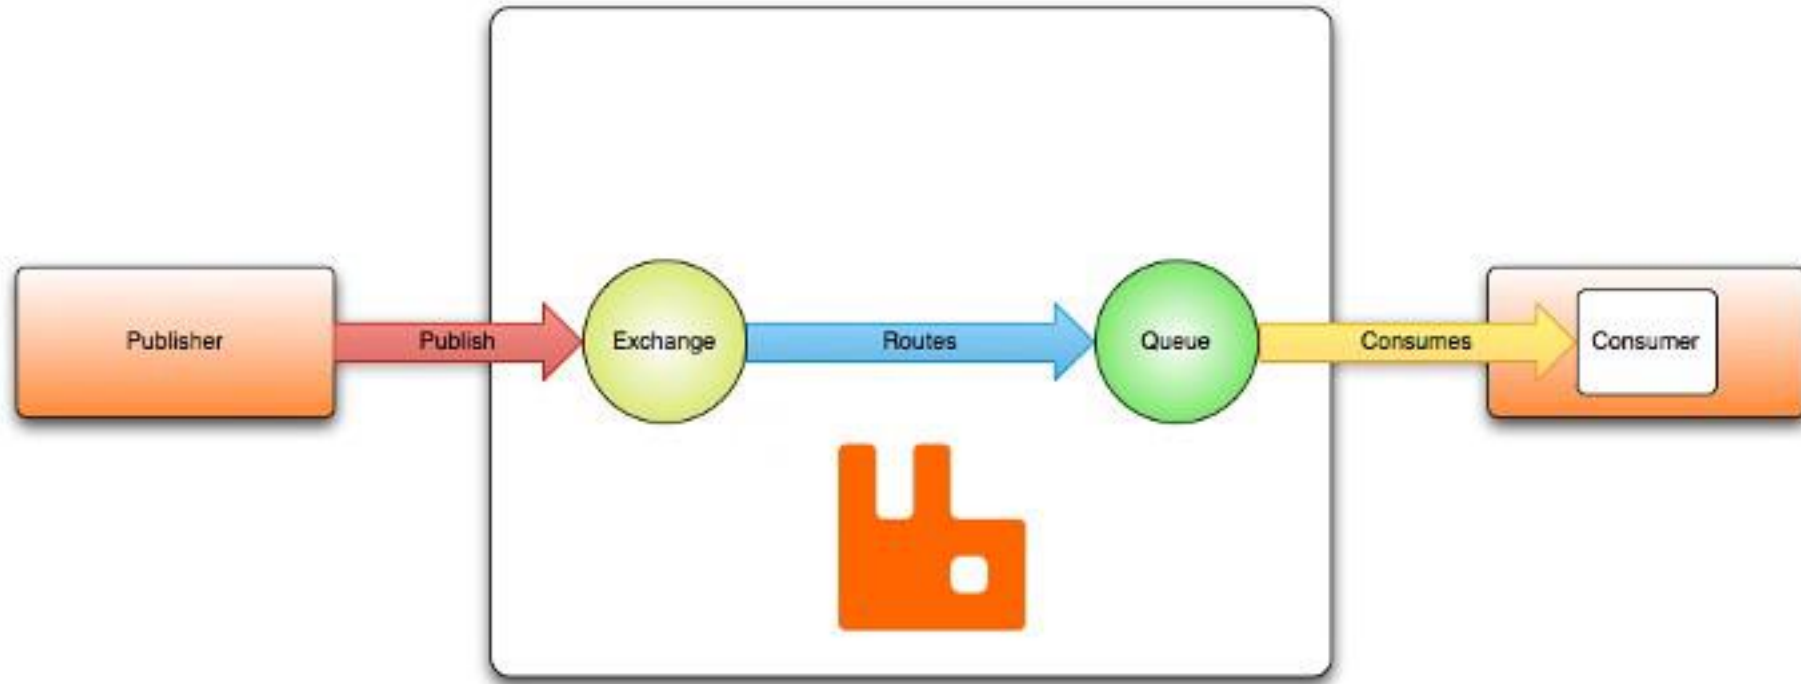 Publisher
Publish
Exchange
Routes
Queue
Consumes
Consumer